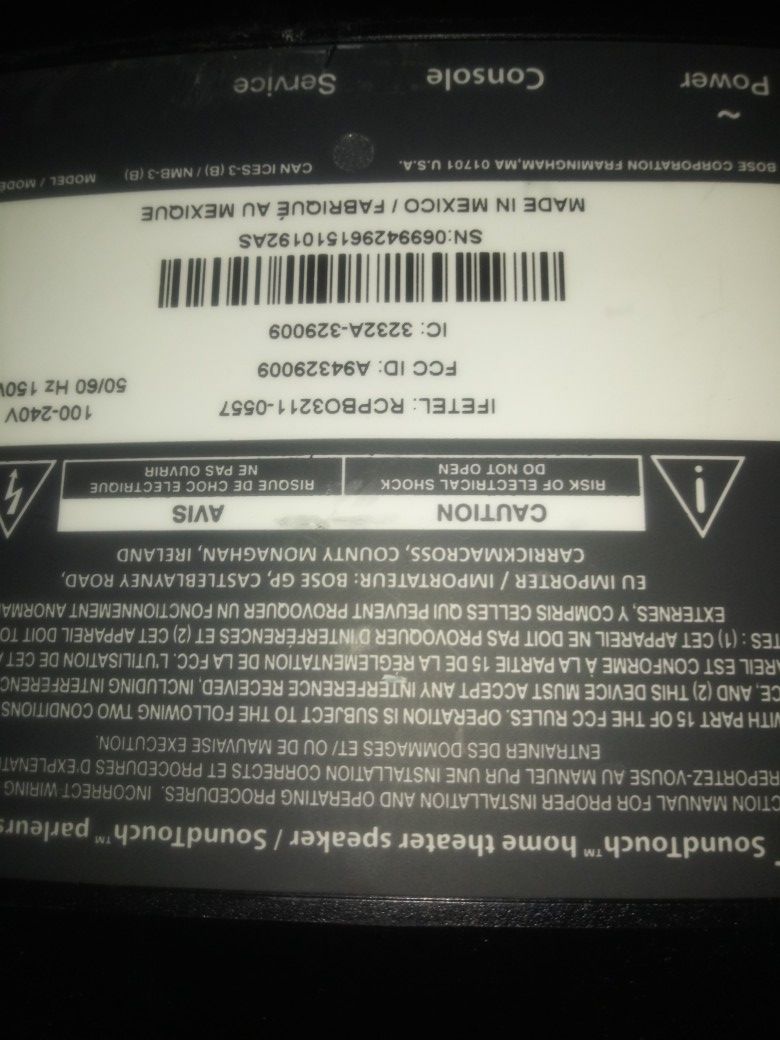 SoundTouch™ home theater speaker / SoundTouch™ parleurs
MANUAL FOR PROPER INSTALLATION AND OPERATING PROCEDURES. INCORRECT WIRING
REPORTEZ-VOUSE AU MANUEL PUR UNE INSTALLATION CORRECTS ET PROCEDURES
ENTRAINER DES DOMMAGES ET/ OU DE MAUVAISE EXECUTION.
WITH PART 15 OF THE FCC RULES. OPERATION IS SUBJECT TO THE FOLLOWING TWO CONDITIONS
AND (2) THIS DEVICE MUST ACCEPT ANY INTERFERENCE RECEIVED, INCLUDING
EST CONFORME À LA PARTIE 15 DE LA RÉGLEMENTATION DE LA FCC. L'UTILISATION DE
: (1) CET APPAREIL NE DOIT PAS PROVOQUER D'INTERFÉRENCES ET (2) CET APPAREIL DOIT
EXTERNES, Y COMPRIS CELLES QUI PEUVENT PROVOQUER UN FONCTIONNEMENT
EU IMPORTER / IMPORTATEUR: BOSE GP, CASTLEBLAYNEY ROAD,
CARRICKMACROSS, COUNTY MONAGHAN, IRELAND
CAUTION AVIS
RISK OF ELECTRICAL SHOCK RISQUE DE CHOC ELECTRIQUE
DO NOT OPEN NE PAS OUVRIR
IFETEL: RCPBO3211-0557 100-240V
FCC ID: A94329009 50/60 Hz 150W
IC: 3232A-329009
SN:069942961510192AS
MADE IN MEXICO / FABRIQUÉ AU MEXIQUE
BOSE CORPORATION FRAMINGHAM,MA 01701 U.S.A. CAN ICES-3 (B) / NMB-3 (B) MODEL /
~
Power Console Service